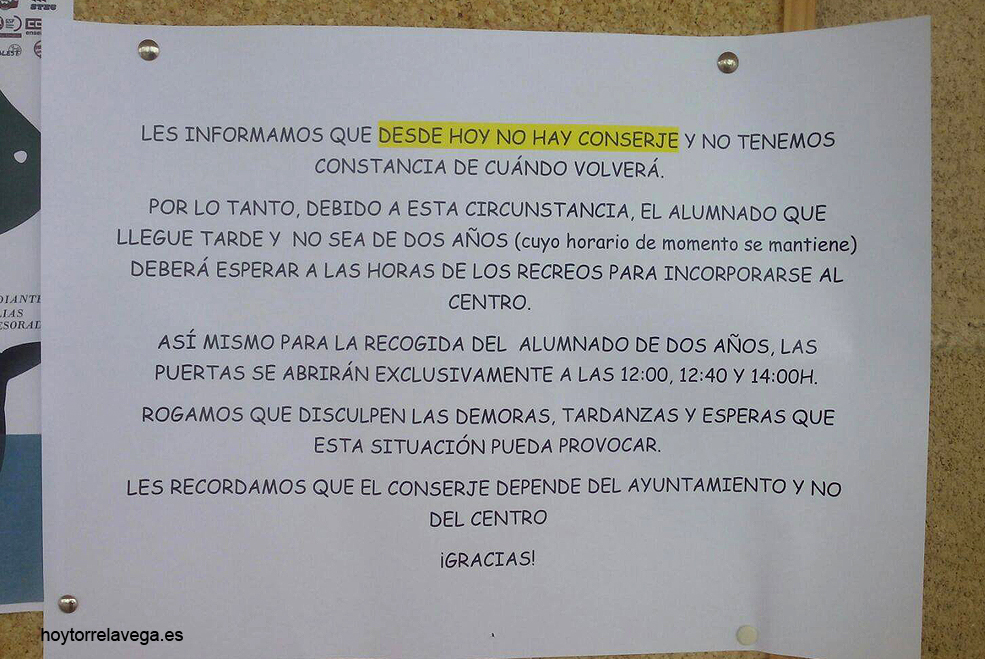 LES INFORMAMOS QUE DESDE HOY NO HAY CONSERJE Y NO TENEMOS
CONSTANCIA DE CUÁNDO VOLVERÁ.
POR LO TANTO, DEBIDO A ESTA CIRCUNSTANCIA, EL ALUMNADO QUE
LLEGUE TARDE Y NO SEA DE DOS AÑOS (cuyo horario de momento se mantiene)
DEBERÁ ESPERAR A LAS HORAS DE LOS RECREOS PARA INCORPORARSE AL
CENTRO.
ASÍ MISMO PARA LA RECOGIDA DEL ALUMNADO DE DOS AÑOS, LAS
PUERTAS SE ABRIRÁN EXCLUSIVAMENTE A LAS 12:00, 12:40 Y 14:00H.
ROGAMOS QUE DISCULPEN LAS DEMORAS, TARDANZAS Y ESPERAS QUE
ESTA SITUACIÓN PUEDA PROVOCAR.
LES RECORDAMOS QUE EL CONSERJE DEPENDE DEL AYUNTAMIENTO Y NO
DEL CENTRO
¡GRACIAS!
hoytorrelavega.es